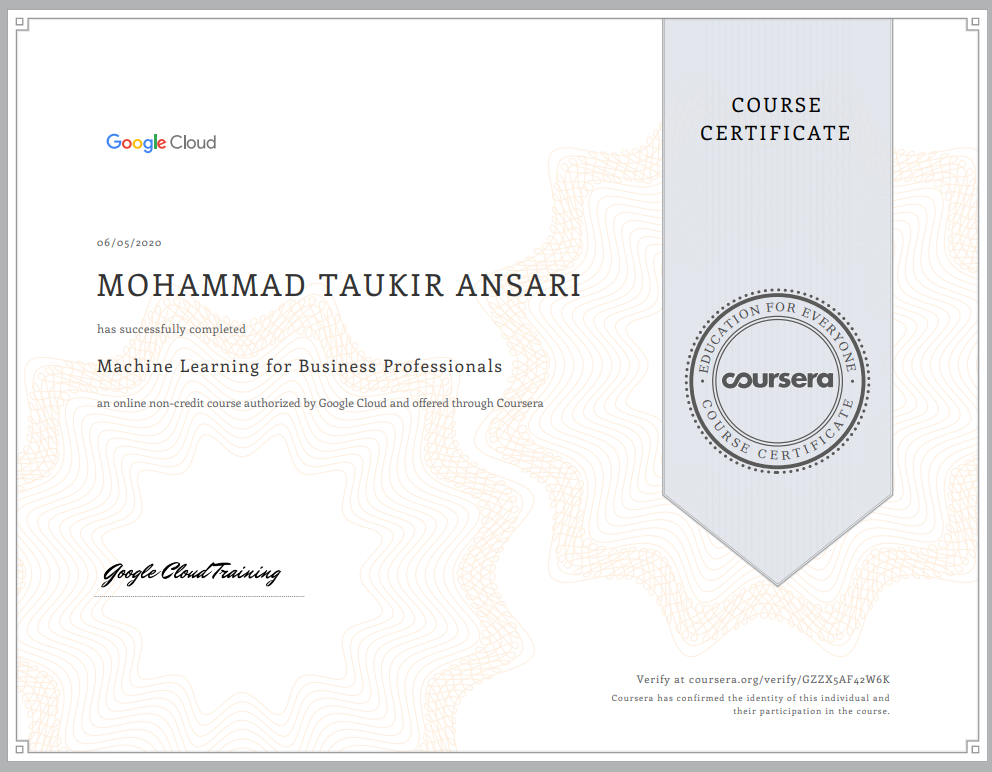 COURSE
CERTIFICATE
Google Cloud
06/05/2020
MOHAMMAD TAUKIR ANSARI
has successfully completed
Machine Learning for Business Professionals
an online non-credit course authorized by Google Cloud and offered through Coursera
EDUCATION FOR EVERYONE
coursera
COURSE CERTIFICATE
Google Cloud Training
Verify at coursera.org/verify/GZZX5AF42W6K
Coursera has confirmed the identity of this individual and
their participation in the course.